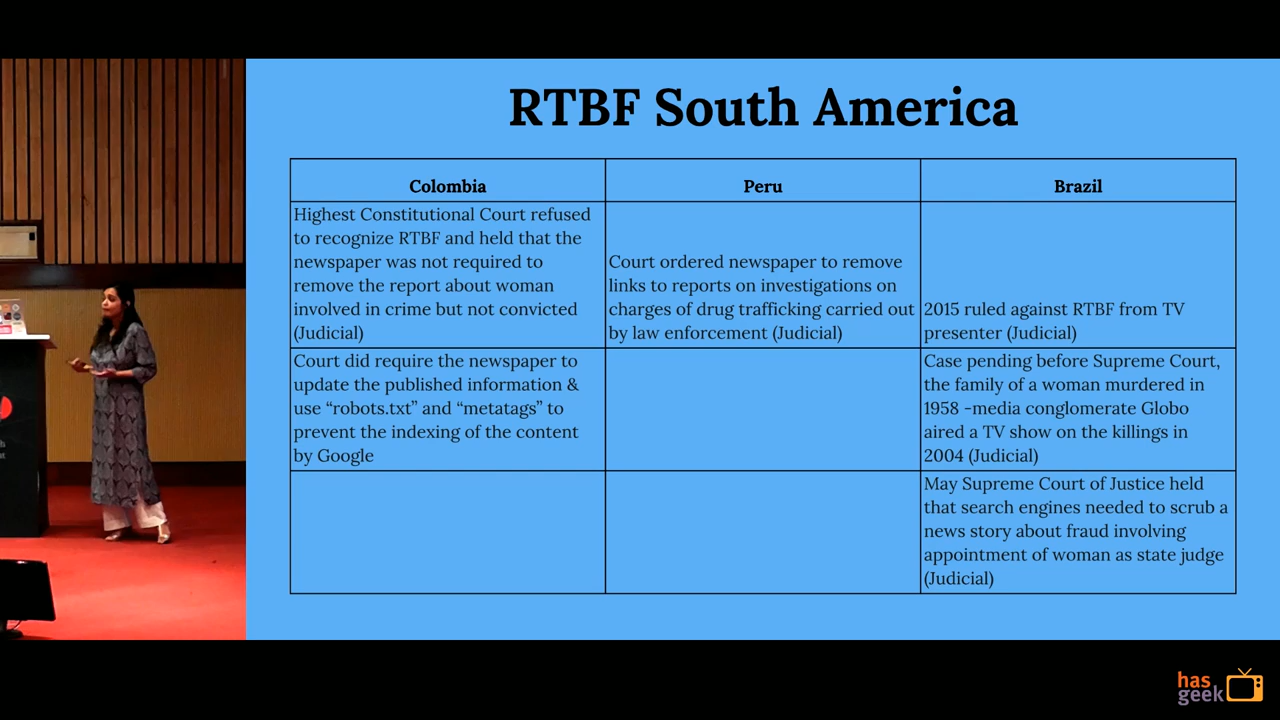 RTBF South America
Colombia
Peru
Brazil
Highest Constitutional Court refused
to recognize RTBF and held that the
newspaper was not required to
remove the report about woman
involved in crime but not convicted
(Judicial)
Court ordered newspaper to remove
links to reports on investigations on
charges of drug trafficking carried out
by law enforcement (Judicial)
2015 ruled against RTBF from TV
presenter (Judicial)
Court did require the newspaper to
update the published information &
use “robots.txt” and “metatags” to
prevent the indexing of the content
by Google
Case pending before Supreme Court,
the family of a woman murdered in
1958 -media conglomerate Globo
aired a TV show on the killings in
2004 (Judicial)
May Supreme Court of Justice held
that search engines needed to scrub a
news story about fraud involving
appointment of woman as state judge
(Judicial)
has
geek